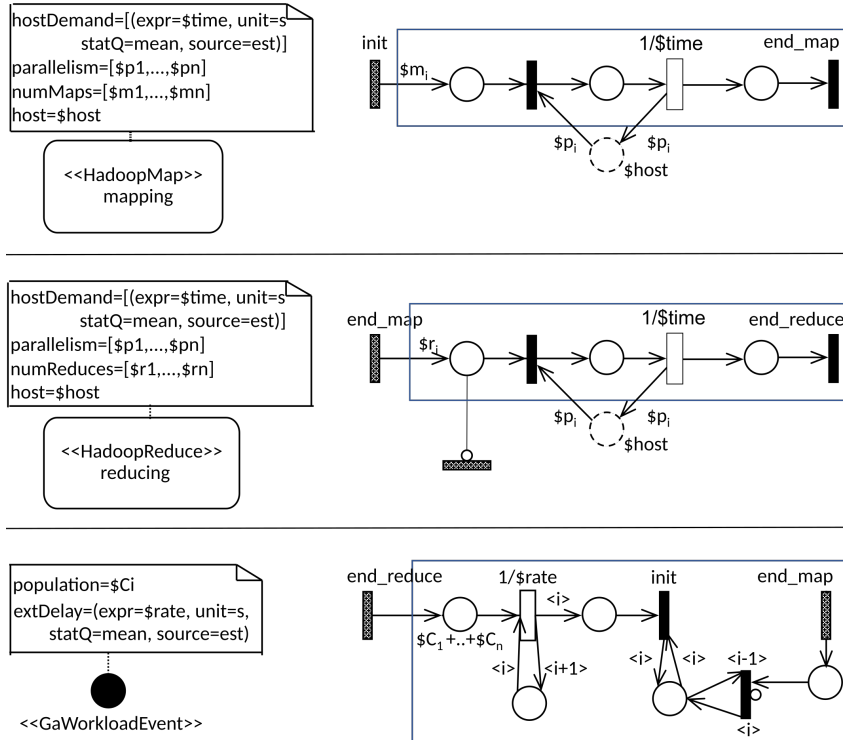 hostDemand=[(expr=$time, unit=s
statQ=mean, source=est)]
parallelism=[$p1,...,$pn]
numMaps=[$m1,...,$mn]
host=$host
<<HadoopMap>>
mapping
init
1/$time
end_map
$mi
$pi
$pi
$host
hostDemand=[(expr=$time, unit=s
statQ=mean, source=est)]
parallelism=[$p1,...,$pn]
numReduces=[$r1,...,$rn]
host=$host
<<HadoopReduce>>
reducing
end_map
1/$time
end_reduce
$ri
$pi
$pi
$host
population=$Ci
extDelay=(expr=$rate, unit=s,
statQ=mean, source=est)
<<GaWorkloadEvent>>
end_reduce
1/$rate
init
end_map
<i>
$C1+..+$Cn
<i>
<i+1>
<i>
<i>
<i-1>
<i>